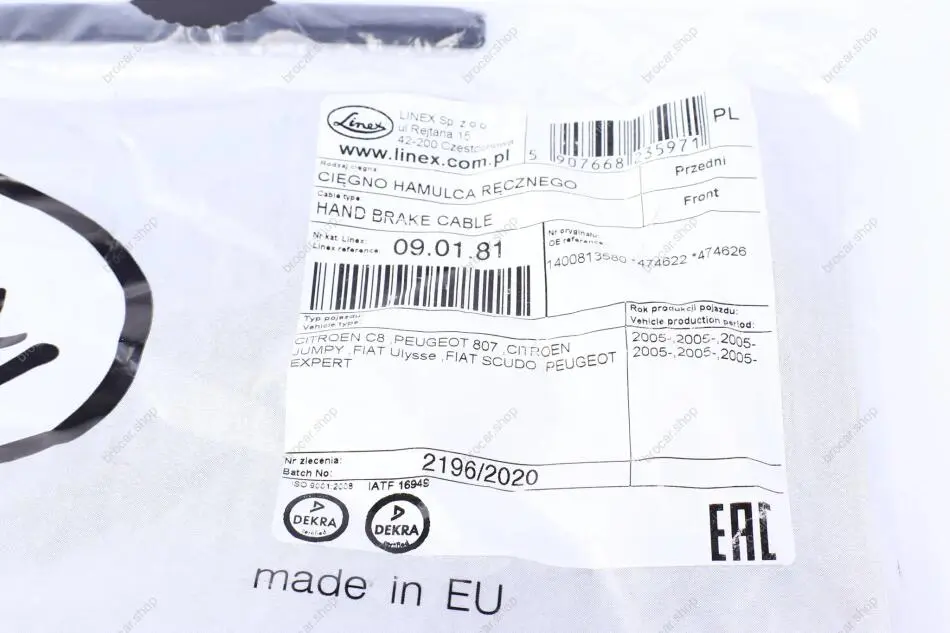 Linex
LINEX Sp. z o o
ul Rejtana 15
42-200 Częstochowa
www.linex.com.pl
5 907668 235971
PL
Rodzaj cięgna
CIĘGNO HAMULCA RĘCZNEGO
Przedni
Cable type
HAND BRAKE CABLE
Front
Nr kat. Linex:
Linex reference:
09.01.81
Nr oryginału:
OE reference:
1400813580 *474622 *474626
Typ pojazdu
Vehicle type:
CITROEN C8 ,PEUGEOT 807 ,CITROEN
JUMPY ,FIAT Ulysse ,FIAT SCUDO ,PEUGEOT
EXPERT
Rok produkcji pojazdu:
Vehicle production period:
2005-,2005-,2005-
2005-,2005-,2005-
Nr zlecenia:
Batch No:
2196/2020
ISO 9001:2008
IATF 16949
DEKRA
certified
DEKRA
certified
EAC
made in EU
brocar.shop